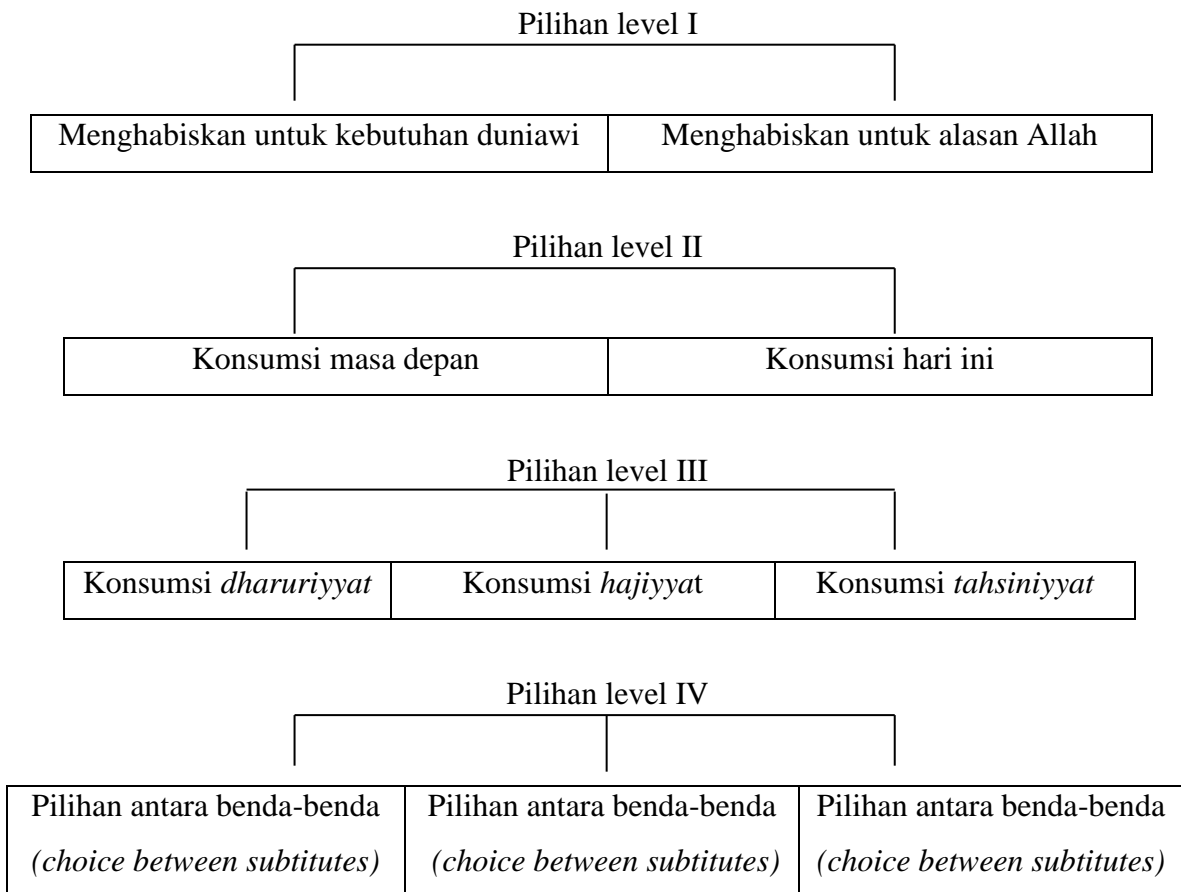 Pilihan level I
Menghabiskan untuk kebutuhan duniawi
Menghabiskan untuk alasan Allah
Pilihan level II
Konsumsi masa depan
Konsumsi hari ini
Pilihan level III
Konsumsi dharuriyyat
Konsumsi hajiyyat
Konsumsi tahsiniyyat
Pilihan level IV
Pilihan antara benda-benda
(choice between subtitutes)
Pilihan antara benda-benda
(choice between subtitutes)
Pilihan antara benda-benda
(choice between subtitutes)